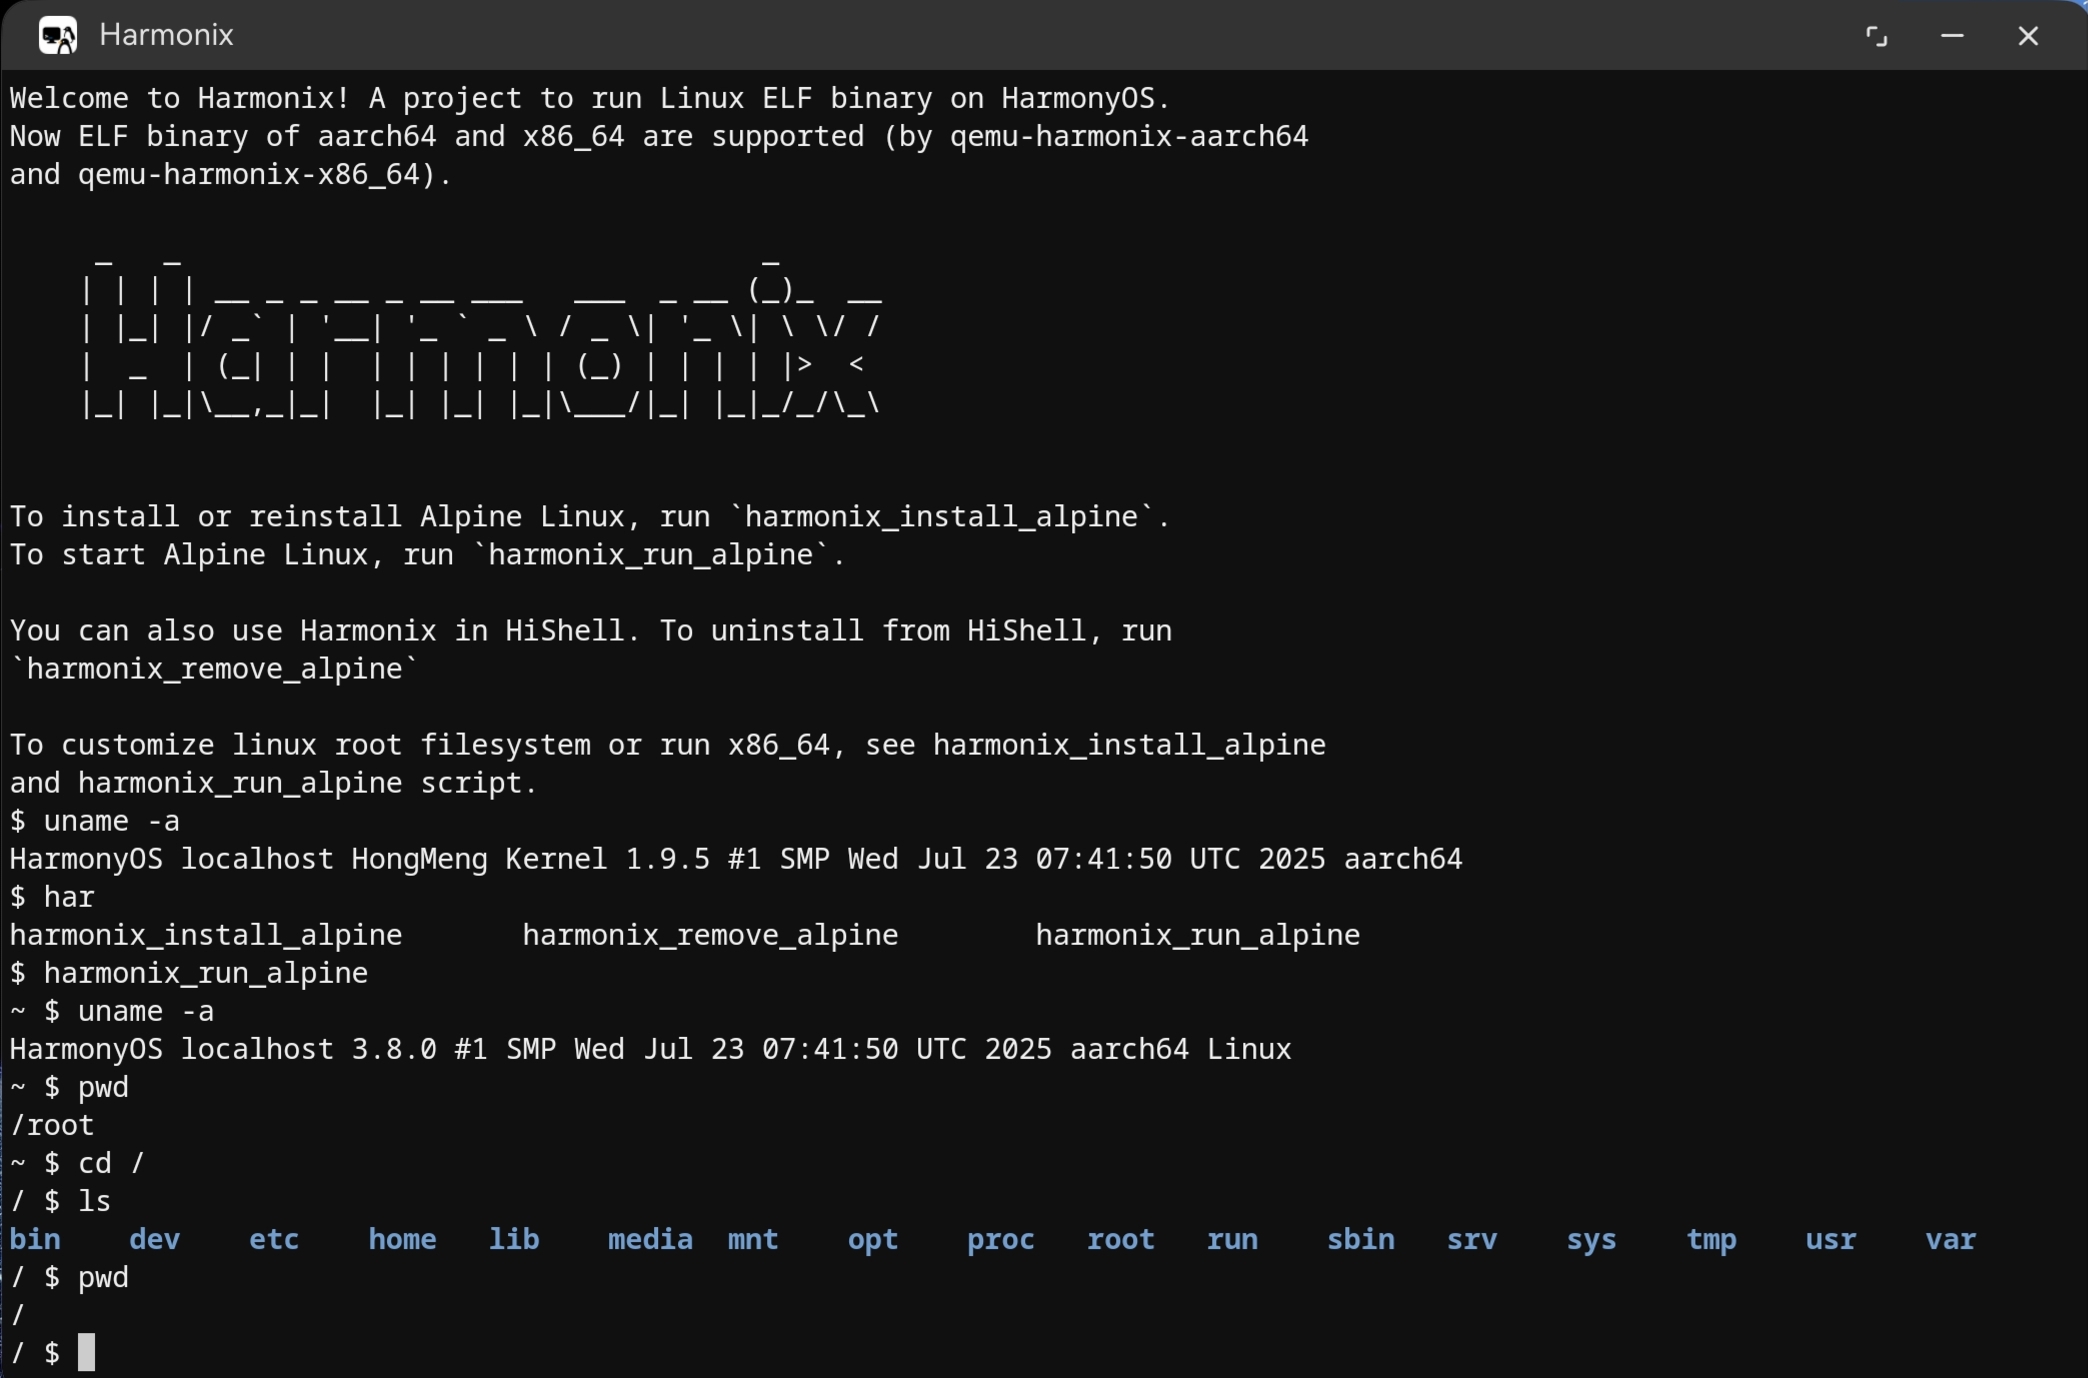 Harmonix
Welcome to Harmonix! A project to run Linux ELF binary on HarmonyOS.
Now ELF binary of aarch64 and x86_64 are supported (by qemu-harmonix-aarch64
and qemu-harmonix-x86_64).
     _   _                                  _
    | | | | __ _ _ __ _ __ ___   ___  _ __ (_)_  __
    | |_| |/ _` | '__| '_ ` _ \ / _ \| '_ \| \ \/ /
    |  _  | (_| | |  | | | | | | (_) | | | | |>  <
    |_| |_|\__,_|_|  |_| |_| |_|\___/|_| |_|_/_/\_\
To install or reinstall Alpine Linux, run `harmonix_install_alpine`.
To start Alpine Linux, run `harmonix_run_alpine`.
You can also use Harmonix in HiShell. To uninstall from HiShell, run
`harmonix_remove_alpine`
To customize linux root filesystem or run x86_64, see harmonix_install_alpine
and harmonix_run_alpine script.
$ uname -a
HarmonyOS localhost HongMeng Kernel 1.9.5 #1 SMP Wed Jul 23 07:41:50 UTC 2025 aarch64
$ har
harmonix_install_alpine       harmonix_remove_alpine        harmonix_run_alpine
$ harmonix_run_alpine
~ $ uname -a
HarmonyOS localhost 3.8.0 #1 SMP Wed Jul 23 07:41:50 UTC 2025 aarch64 Linux
~ $ pwd
/root
~ $ cd /
/ $ ls
bin    dev    etc    home   lib    media  mnt    opt    proc   root   run    sbin   srv    sys    tmp    usr    var
/ $ pwd
/
/ $